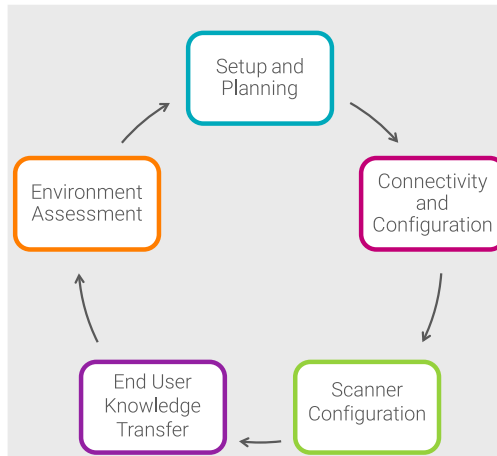 Setup and
Planning
Connectivity
and
Configuration
Scanner
Configuration
End User
Knowledge
Transfer
Environment
Assessment